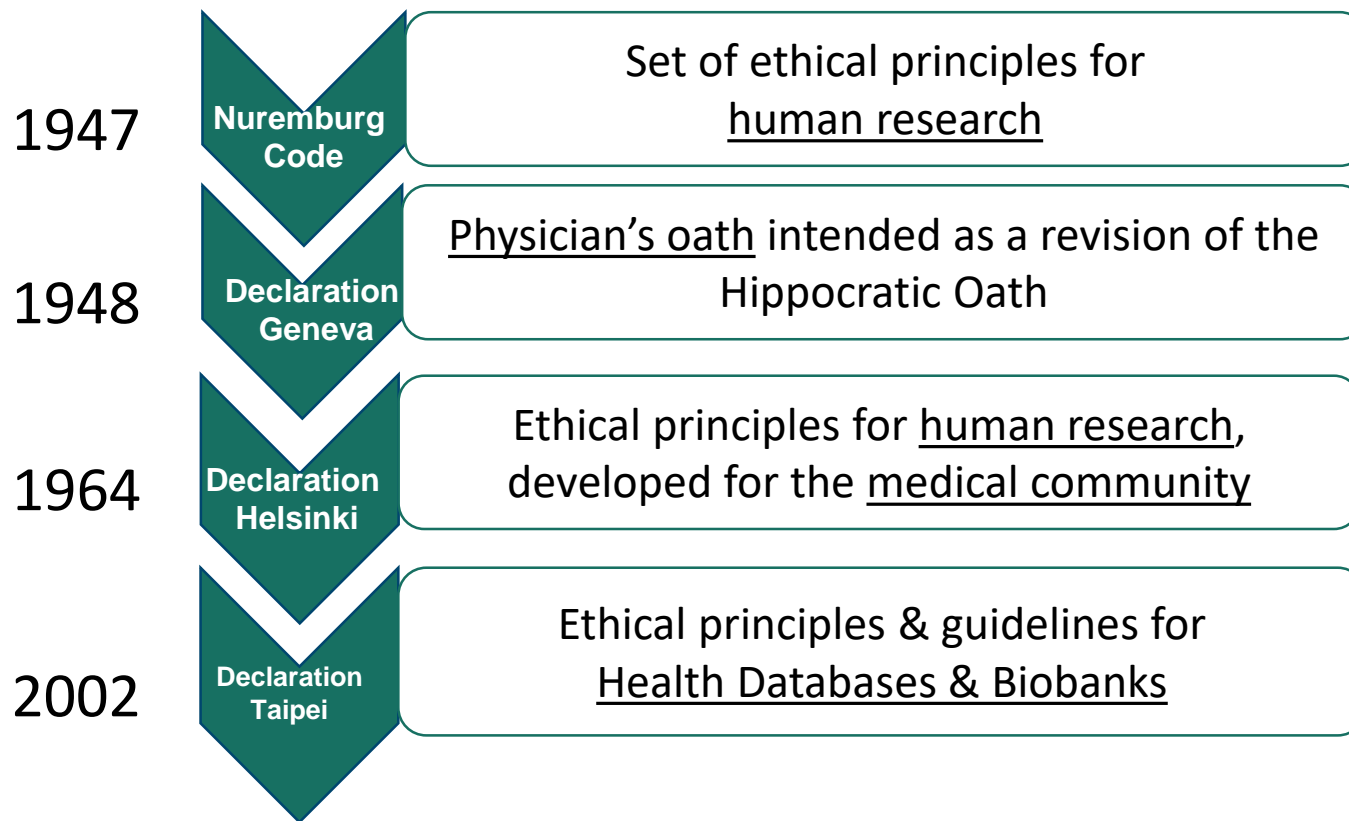 1947
Nuremburg
Code
Set of ethical principles for
human research
1948
Declaration
Geneva
Physician’s oath intended as a revision of the
Hippocratic Oath
1964
Declaration
Helsinki
Ethical principles for human research,
developed for the medical community
2002
Declaration
Taipei
Ethical principles & guidelines for
Health Databases & Biobanks